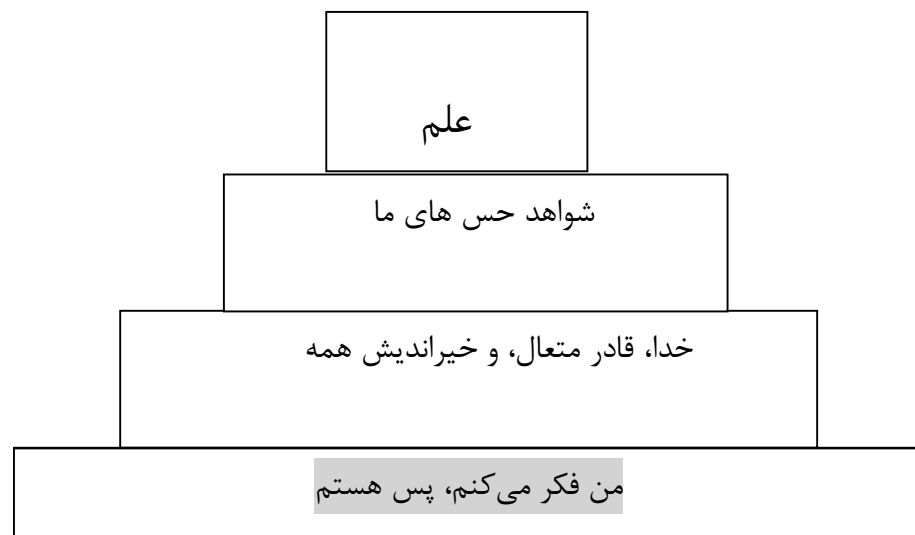 علم
شواهد حس های ما
خدا، قادر متعال، و خیراندیش همه
من فکر می‌کنم، پس هستم